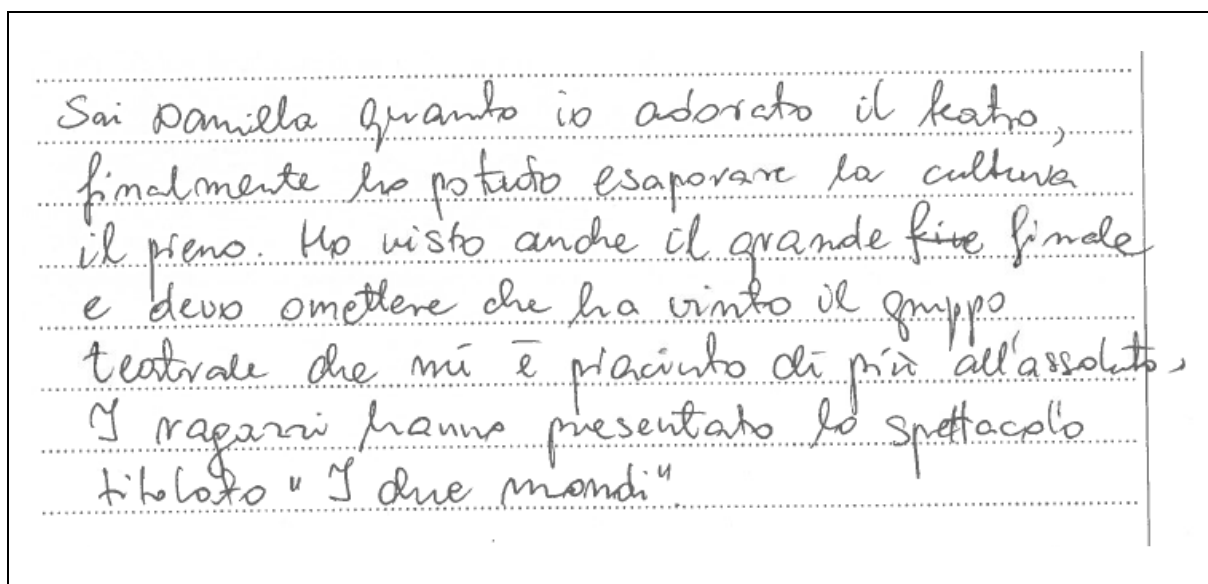 Sai Daniella quanto io adorato il teatro,
finalmente ho potuto esaporare la cultura
il pieno. Ho visto anche il grande fine finale
e devo omettere che ha vinto il gruppo
teatrale che mi è piaciuto di più all'assoluto,
I ragazzi hanno presentato lo spettacolo
titolato "I due mondi".